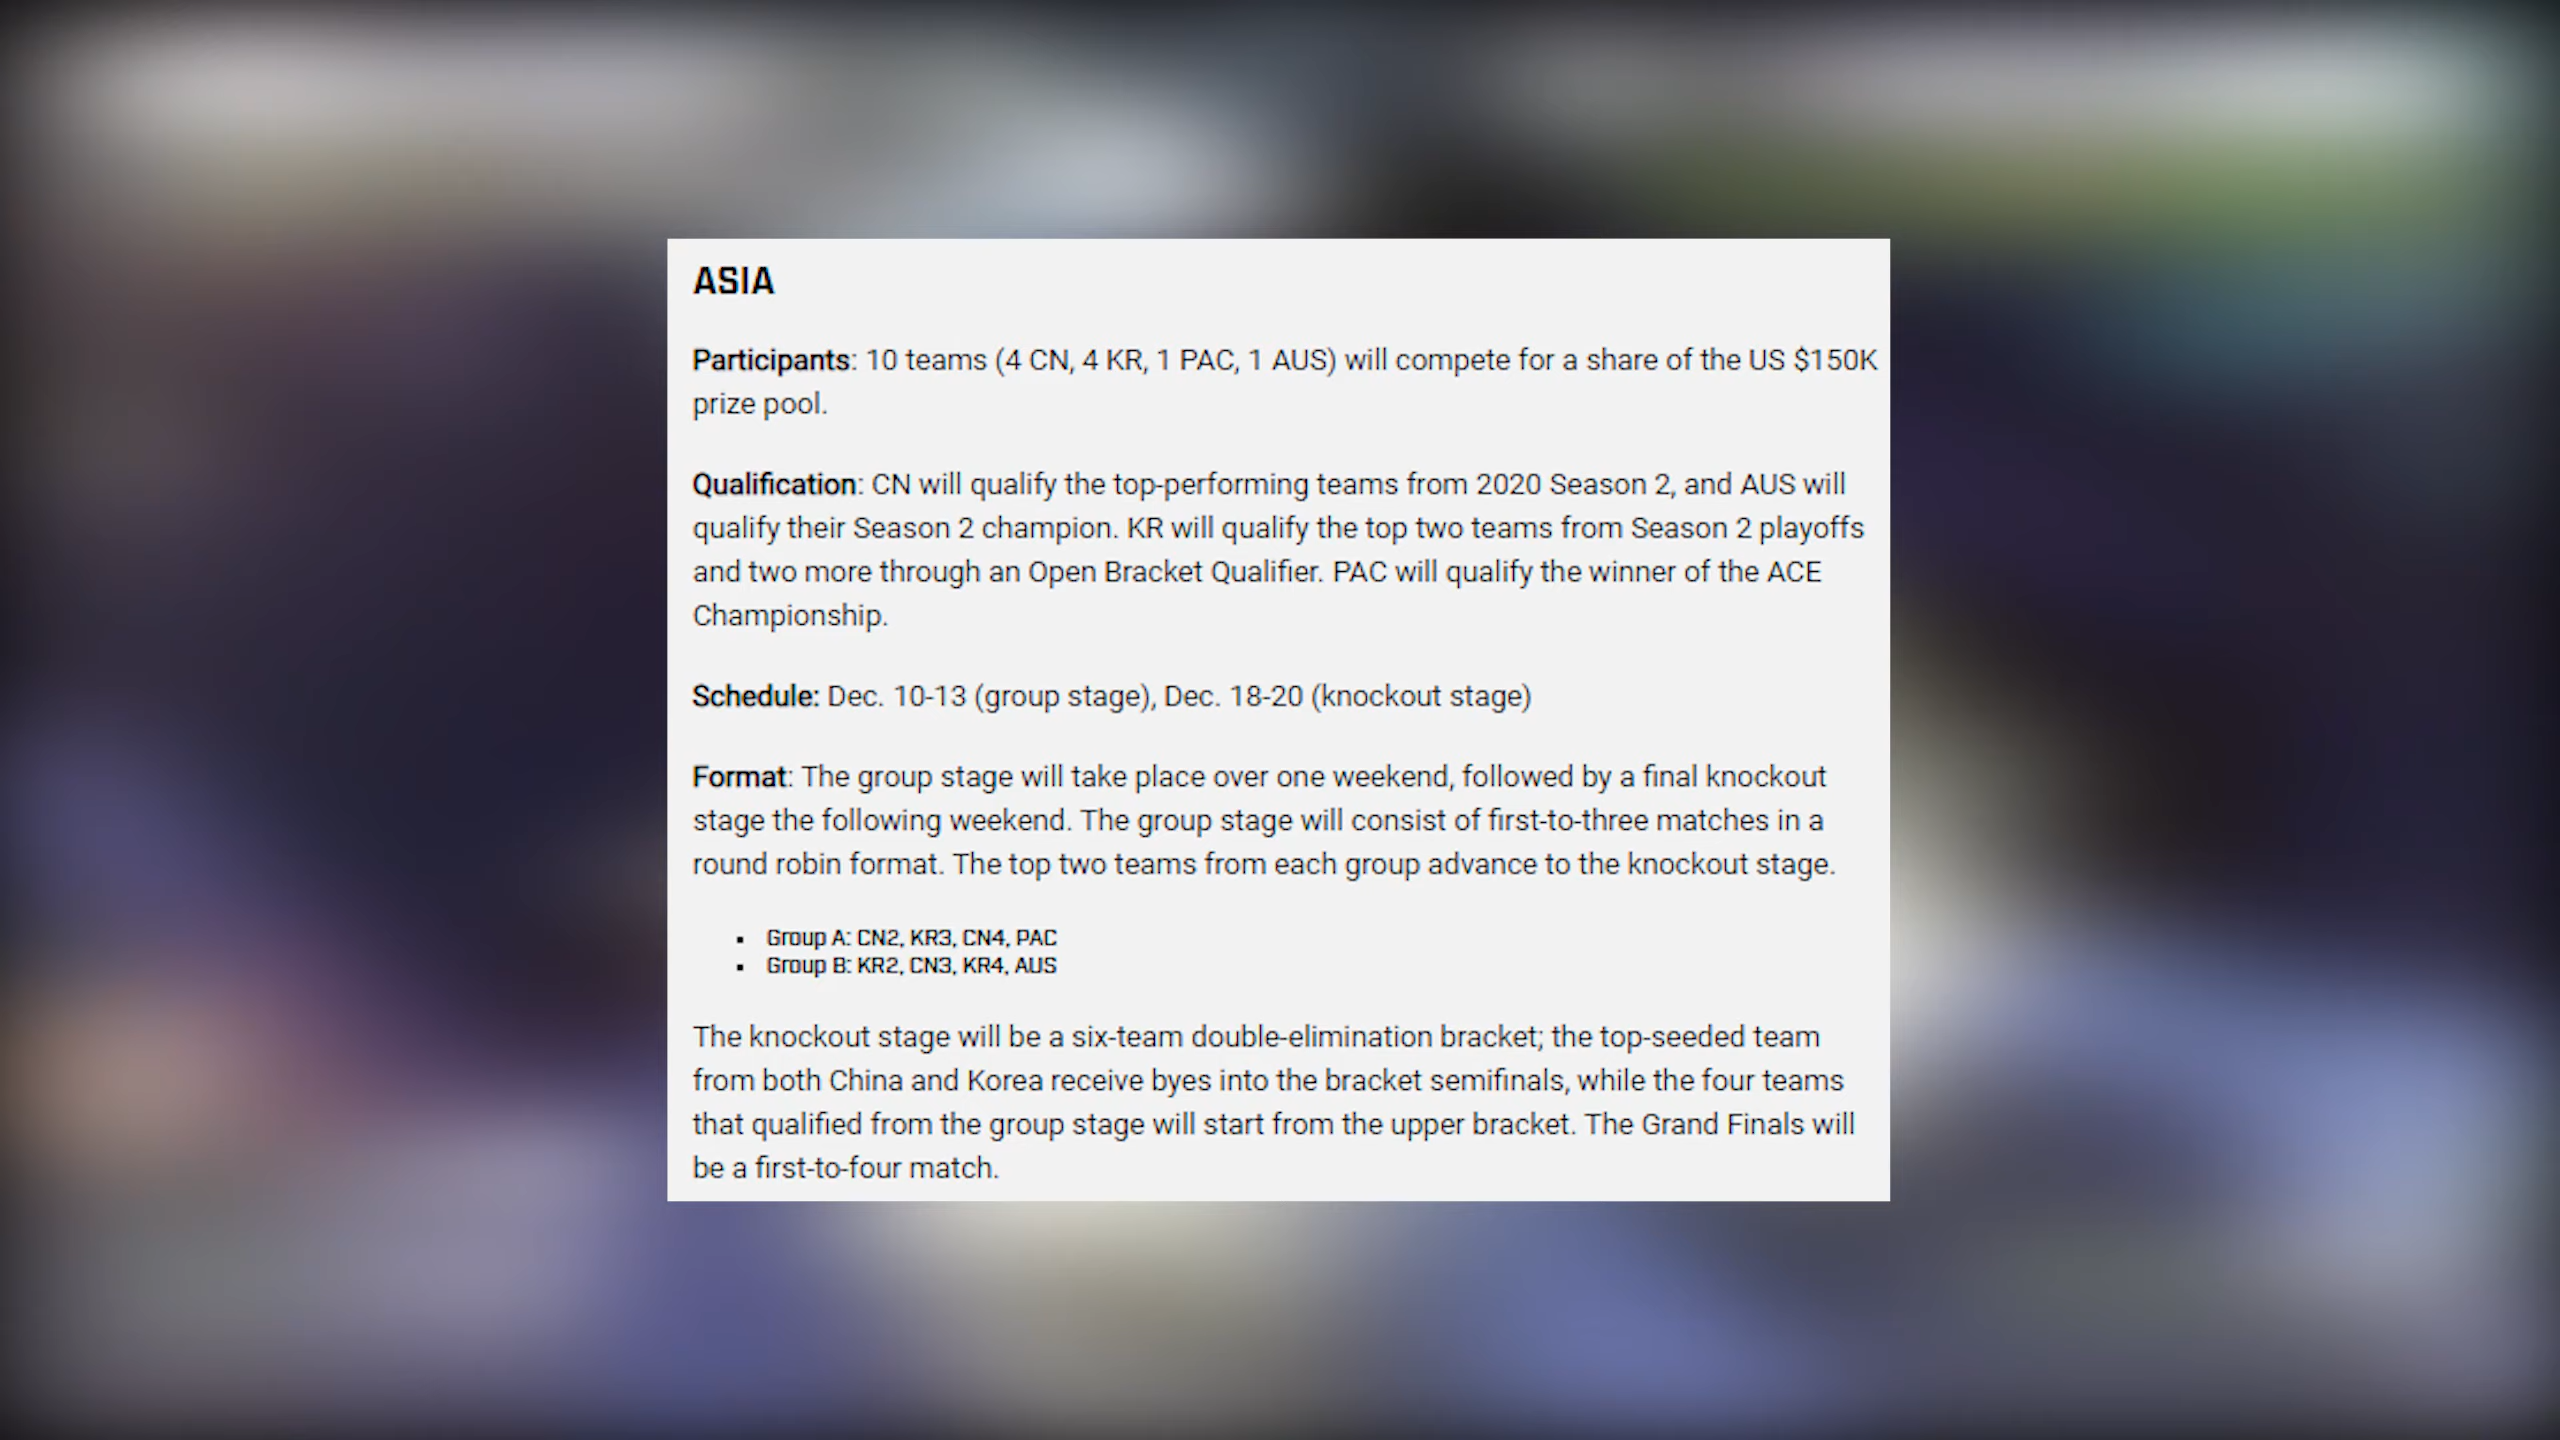 ASIA
Participants: 10 teams (4 CN, 4 KR, 1 PAC, 1 AUS) will compete for a share of the US $150K
prize pool.
Qualification: CN will qualify the top-performing teams from 2020 Season 2, and AUS will
qualify their Season 2 champion. KR will qualify the top two teams from Season 2 playoffs
and two more through an Open Bracket Qualifier. PAC will qualify the winner of the ACE
Championship.
Schedule: Dec. 10-13 (group stage), Dec. 18-20 (knockout stage)
Format: The group stage will take place over one weekend, followed by a final knockout
stage the following weekend. The group stage will consist of first-to-three matches in a
round robin format. The top two teams from each group advance to the knockout stage.
▪ Group A: CN2, KR3, CN4, PAC
▪ Group B: KR2, CN3, KR4, AUS
The knockout stage will be a six-team double-elimination bracket; the top-seeded team
from both China and Korea receive byes into the bracket semifinals, while the four teams
that qualified from the group stage will start from the upper bracket. The Grand Finals will
be a first-to-four match.